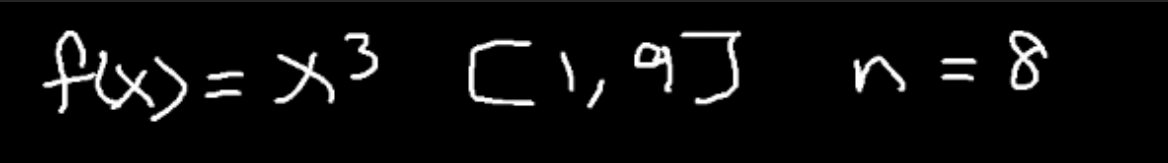 f(x) = x³ [1, 9] n = 8